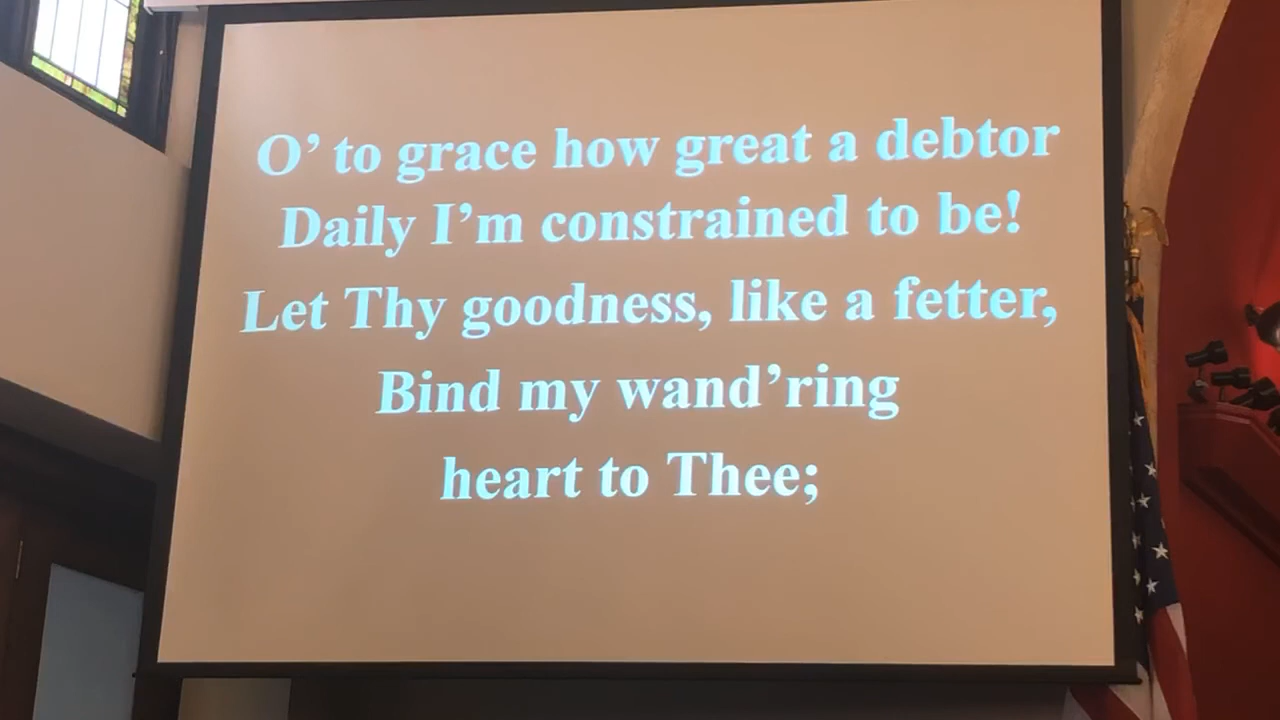 O’ to grace how great a debtor
Daily I’m constrained to be!
Let Thy goodness, like a fetter,
Bind my wand’ring
heart to Thee;